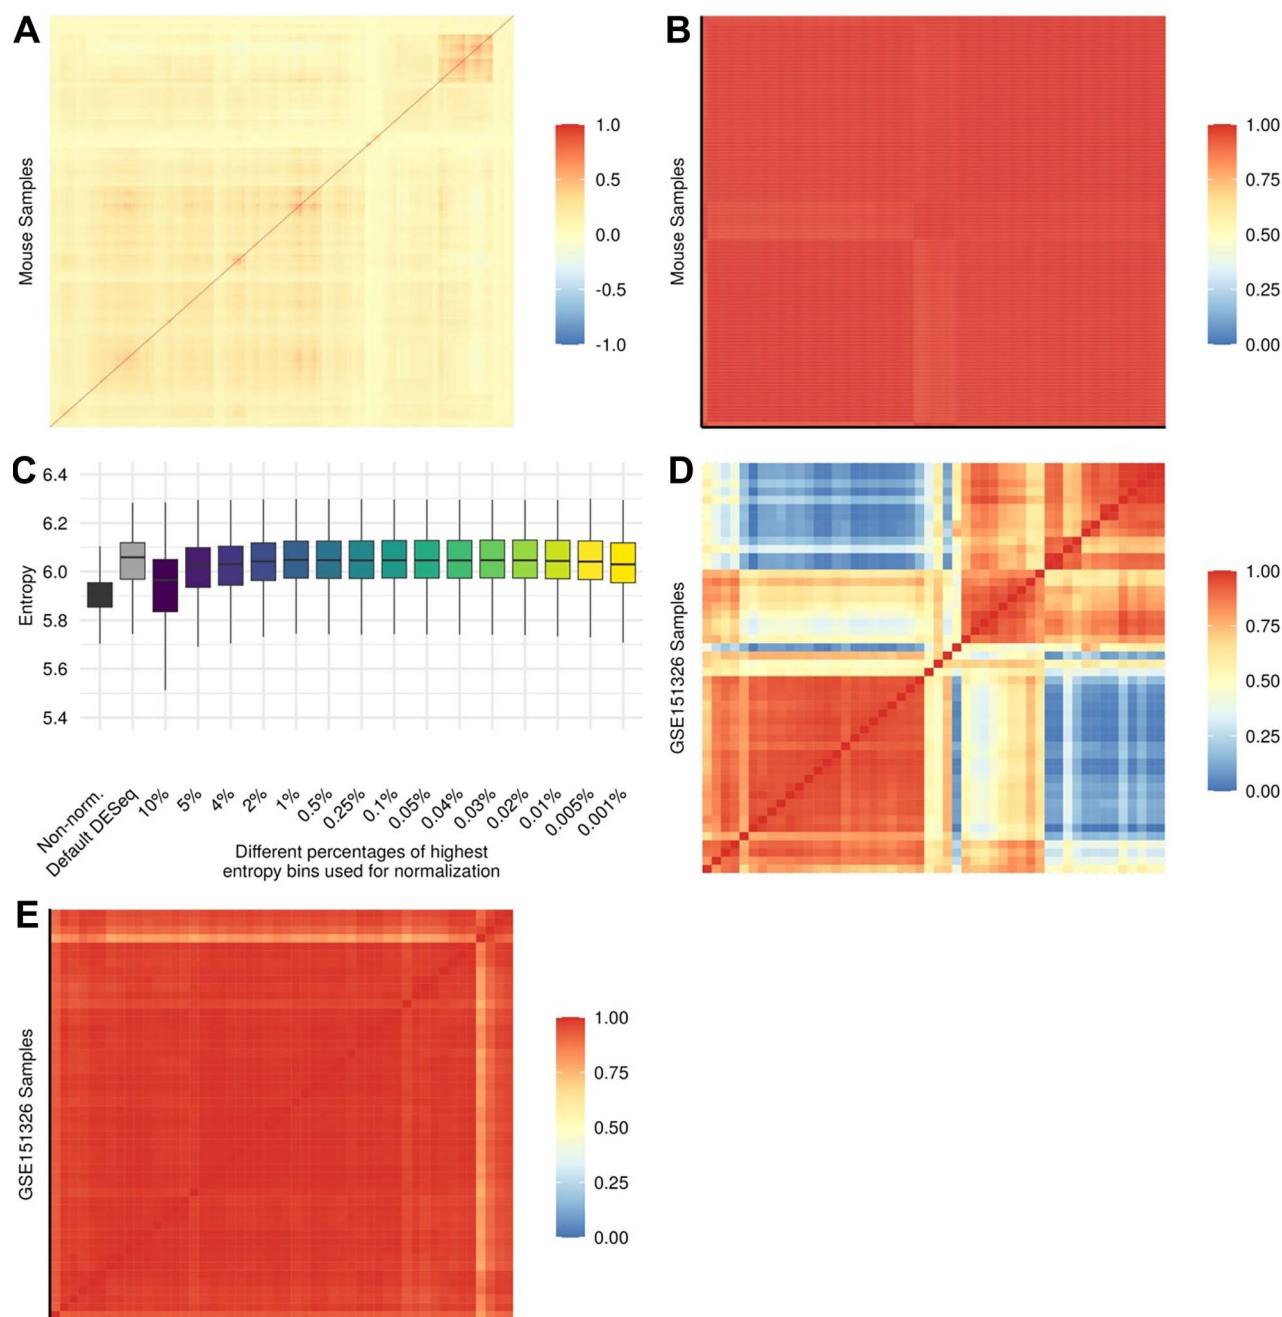 A
Mouse Samples
1.0
0.5
0.0
-0.5
-1.0
B
Mouse Samples
1.00
0.75
0.50
0.25
0.00
C
Entropy
6.4
6.2
6.0
5.8
5.6
5.4
Non-norm.
Default DESeq
10%
5%
4%
2%
1%
0.5%
0.25%
0.1%
0.05%
0.04%
0.03%
0.02%
0.01%
0.005%
0.001%
Different percentages of highest
entropy bins used for normalization
D
GSE151326 Samples
1.00
0.75
0.50
0.25
0.00
E
GSE151326 Samples
1.00
0.75
0.50
0.25
0.00